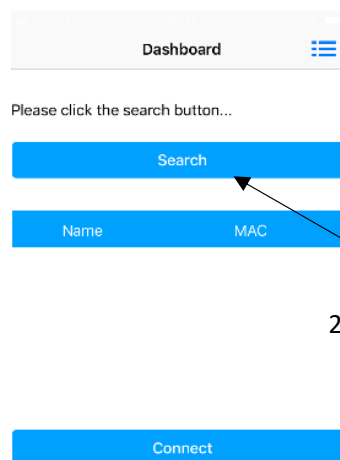 Dashboard
Please click the search button...
Search
Name MAC
2
Connect